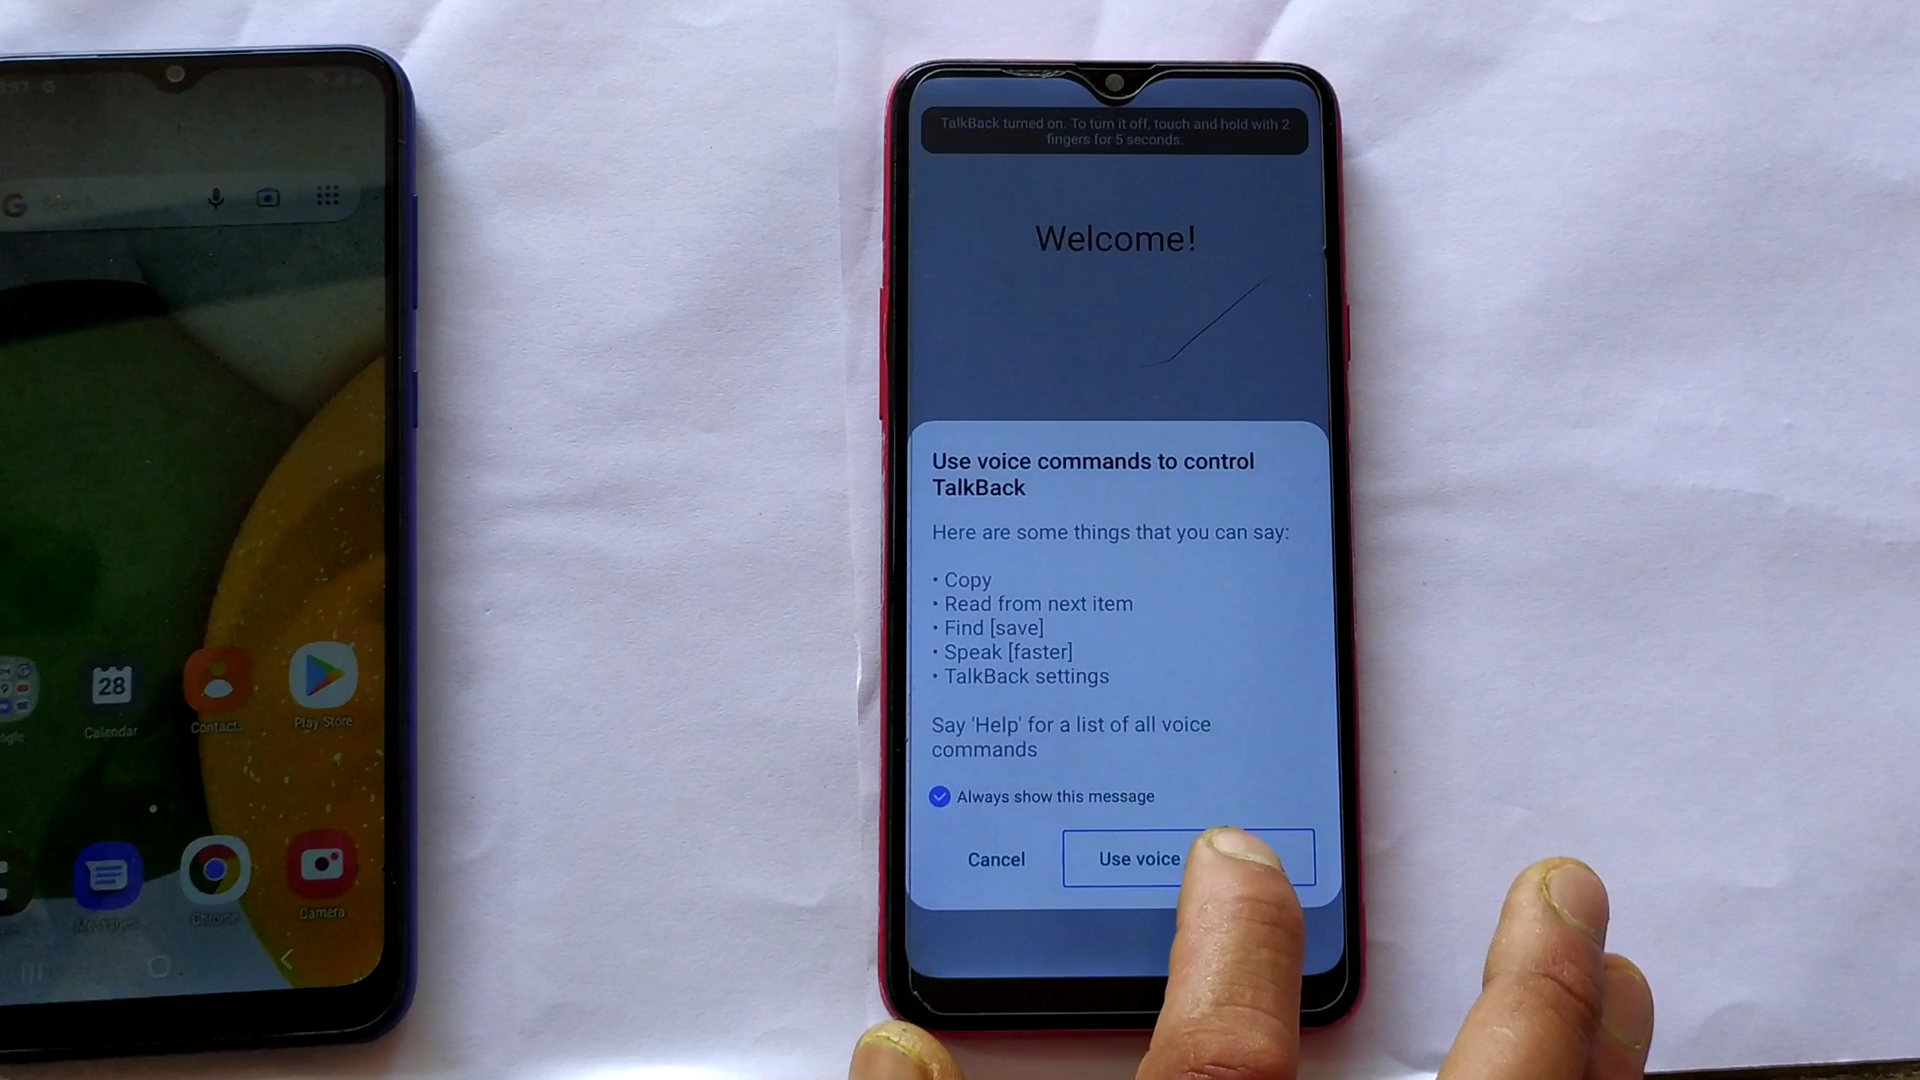 G Search
28
Calendar
Contacts
Play Store
Messages
Chrome
Camera
TalkBack turned on. To turn it off, touch and hold with 2
fingers for 5 seconds.
Welcome!
Use voice commands to control
TalkBack
Here are some things that you can say:
• Copy
• Read from next item
• Find [save]
• Speak [faster]
• TalkBack settings
Say 'Help' for a list of all voice
commands
Always show this message
Cancel
Use voice